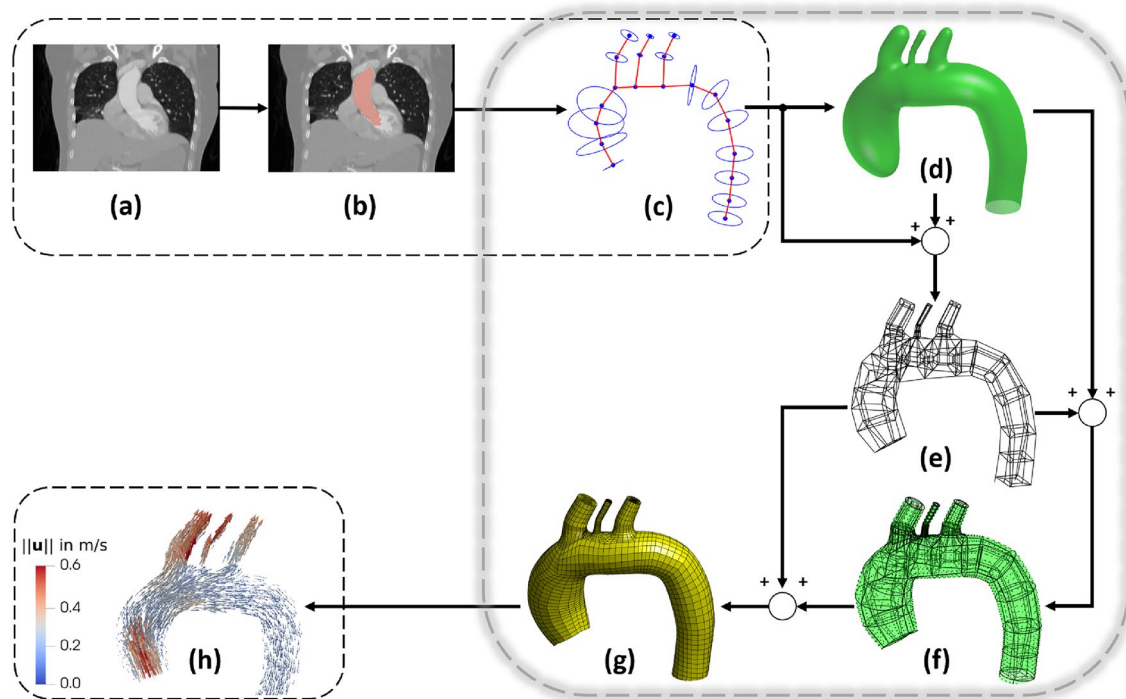 (a)
(b)
(c)
(d)
+ +
(e)
+ +
||u|| in m/s
0.6
0.4
0.2
0.0
(h)
(g)
+ +
(f)